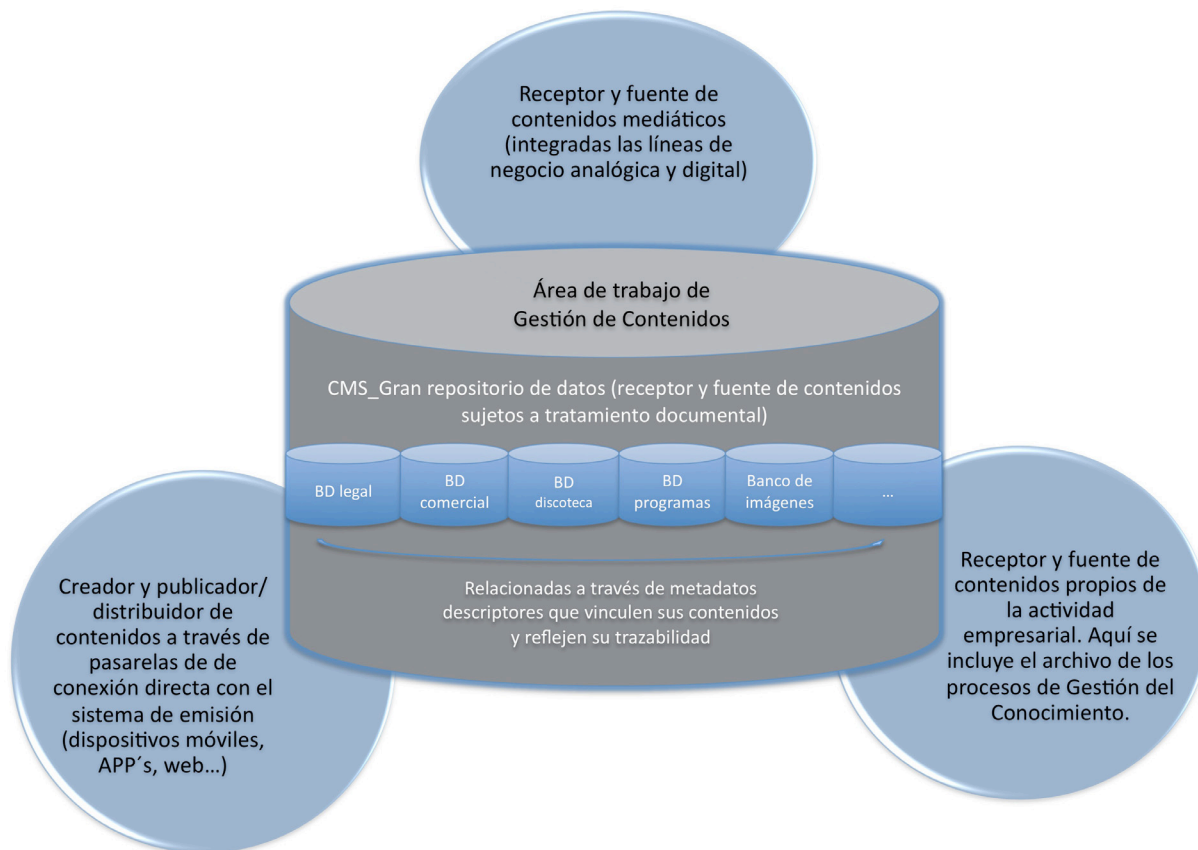 Receptor y fuente de
contenidos mediáticos
(integradas las líneas de
negocio analógica y digital)
Área de trabajo de
Gestión de Contenidos
CMS_Gran repositorio de datos (receptor y fuente de contenidos
sujetos a tratamiento documental)
BD legal
BD
comercial
BD
discoteca
BD
programas
Banco de
imágenes
...
Relacionadas a través de metadatos
descriptores que vinculen sus contenidos
y reflejen su trazabilidad
Creador y publicador/
distribuidor de
contenidos a través de
pasarelas de de
conexión directa con el
sistema de emisión
(dispositivos móviles,
APP´s, web...)
Receptor y fuente de
contenidos propios de
la actividad
empresarial. Aquí se
incluye el archivo de los
procesos de Gestión del
Conocimiento.